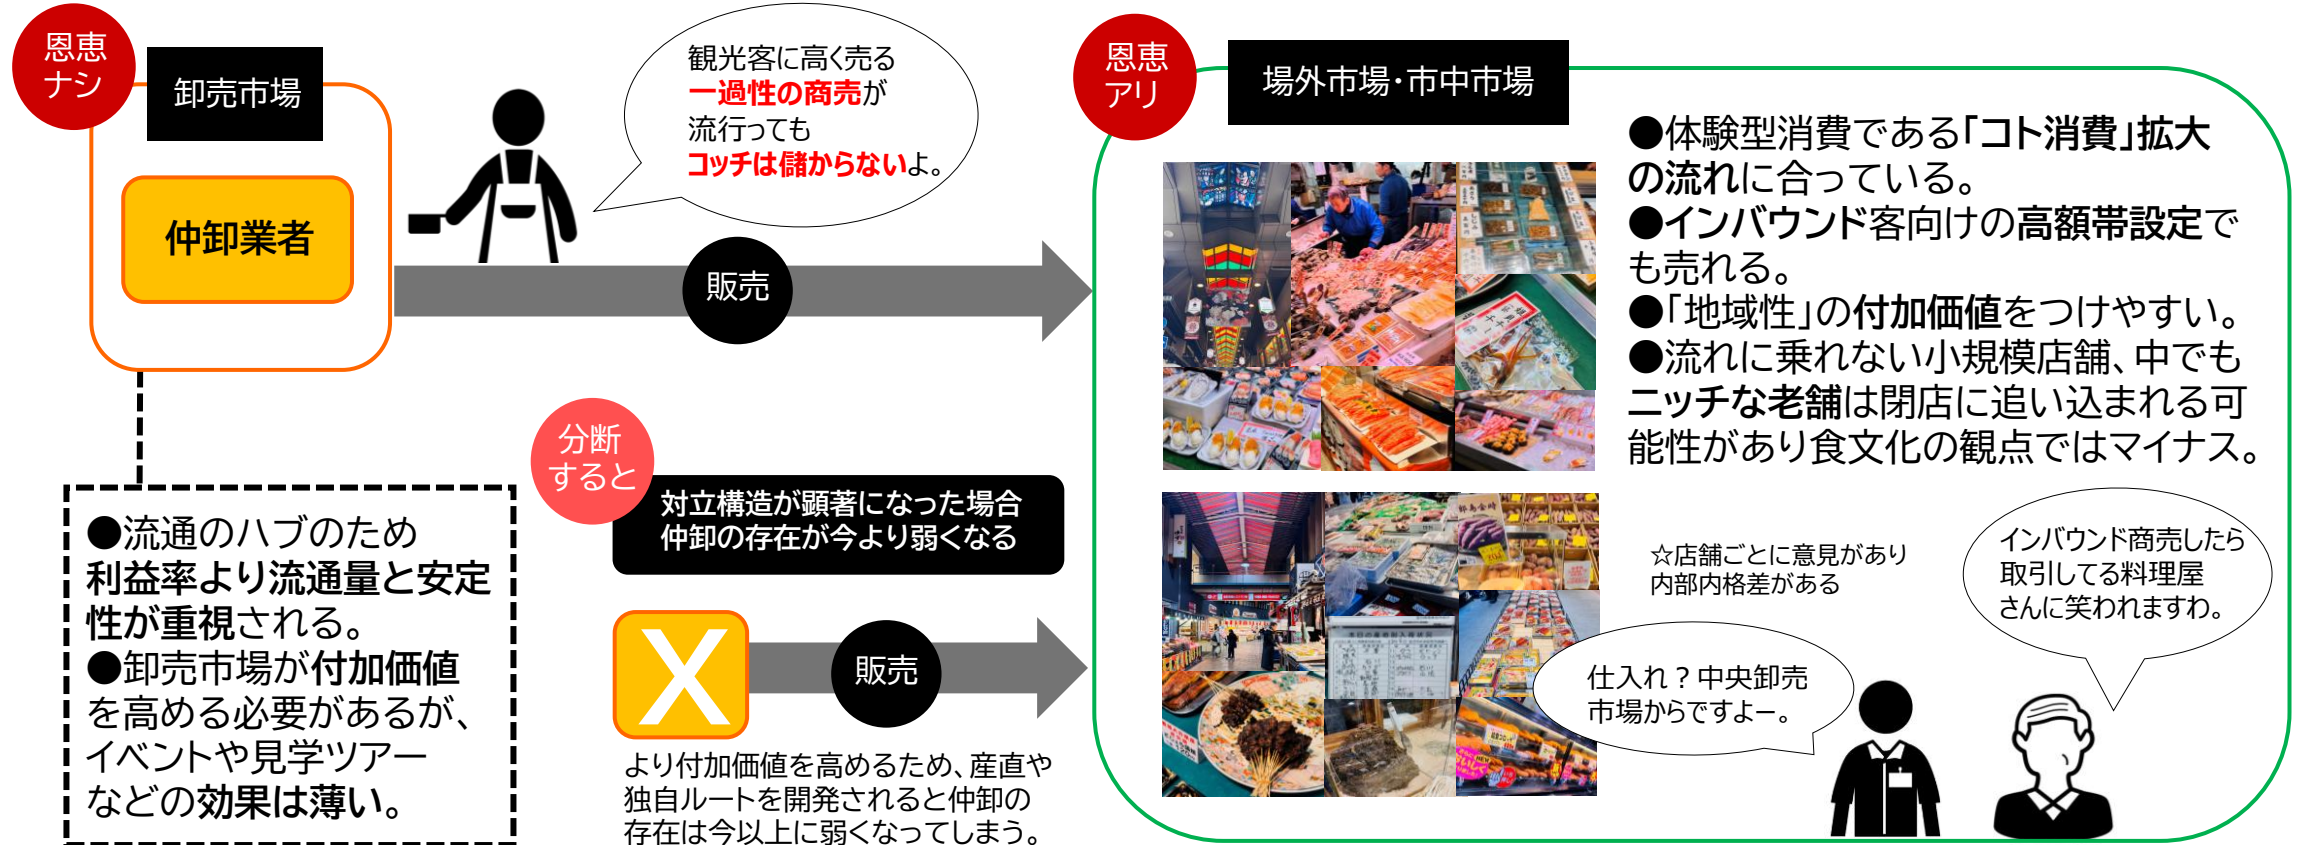 恩恵
ナシ
卸売市場
仲卸業者
観光客に高く売る
一過性の商売が
流行っても
コッチは儲からないよ。
販売
恩恵
アリ
場外市場・市中市場
●体験型消費である「コト消費」拡大
の流れに合っている。
●インバウンド客向けの高額帯設定で
も売れる。
●「地域性」の付加価値をつけやすい。
●流れに乗れない小規模店舗、中でも
ニッチな老舗は閉店に追い込まれる可
能性があり食文化の観点ではマイナス。
●流通のハブのため
利益率より流通量と安定
性が重視される。
●卸売市場が付加価値
を高める必要があるが、
イベントや見学ツアー
などの効果は薄い。
分断
すると
対立構造が顕著になった場合
仲卸の存在が今より弱くなる
X
販売
より付加価値を高めるため、産直や
独自ルートを開発されると仲卸の
存在は今以上に弱くなってしまう。
☆店舗ごとに意見があり
内部内格差がある
インバウンド商売したら
取引してる料理屋
さんに笑われますわ。
仕入れ？中央卸売
市場からですよー。